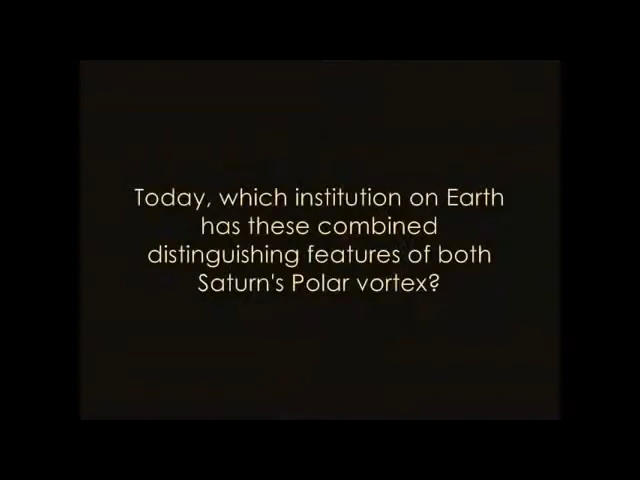 Today, which institution on Earth
has these combined
distinguishing features of both
Saturn's Polar vortex?